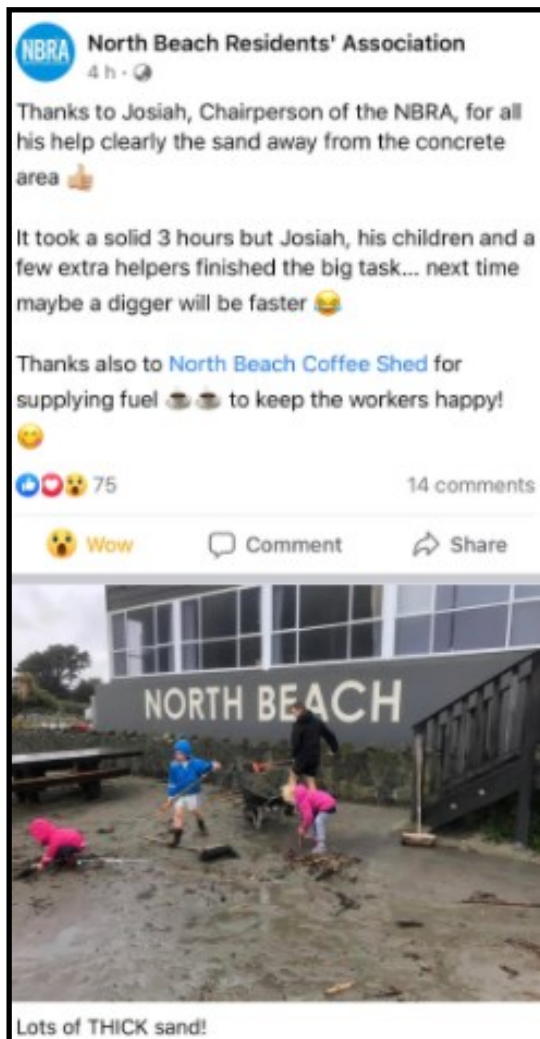 NBRA
North Beach Residents' Association
4 h ·
Thanks to Josiah, Chairperson of the NBRA, for all
his help clearly the sand away from the concrete
area 👍🏼
It took a solid 3 hours but Josiah, his children and a
few extra helpers finished the big task... next time
maybe a digger will be faster 😂
Thanks also to North Beach Coffee Shed for
supplying fuel ☕☕ to keep the workers happy!
😋
75 14 comments
Wow Comment Share
NORTH BEACH
Lots of THICK sand!